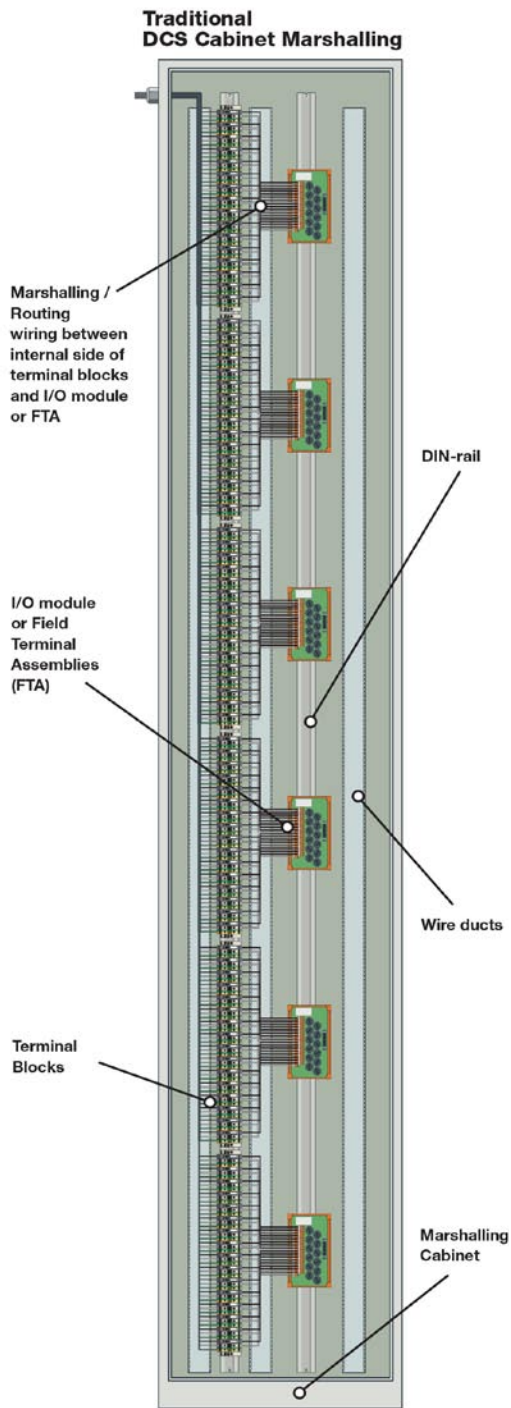 Traditional
DCS Cabinet Marshalling
Marshalling /
Routing
wiring between
internal side of
terminal blocks
and I/O module
or FTA
DIN-rail
I/O module
or Field
Terminal
Assemblies
(FTA)
Wire ducts
Terminal
Blocks
Marshalling
Cabinet